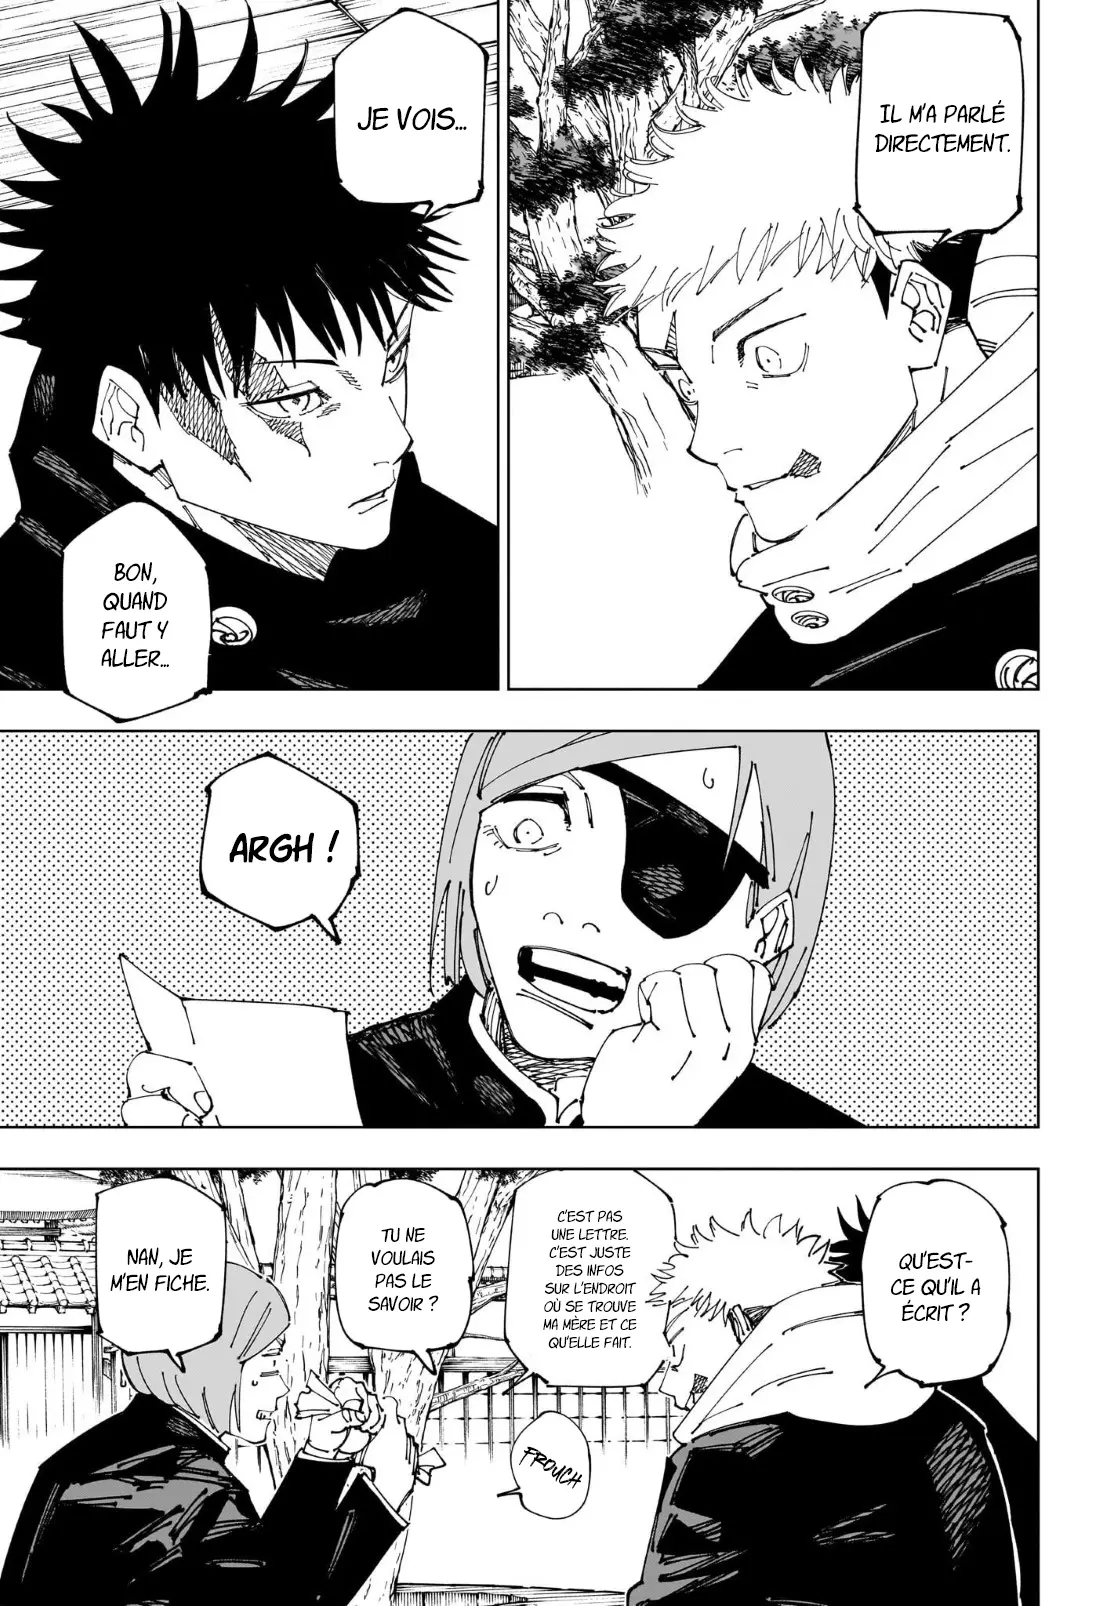 IL M'A PARLÉ
DIRECTEMENT.
JE VOIS...
BON,
QUAND
FAUT Y
ALLER...
ARGH !
QU'EST-
CE QU'IL A
ÉCRIT ?
C'EST PAS
UNE LETTRE.
C'EST JUSTE
DES INFOS
SUR L'ENDROIT
OÙ SE TROUVE
MA MÈRE ET CE
QU'ELLE FAIT.
FROUCH
TU NE
VOULAIS
PAS LE
SAVOIR ?
NAN, JE
M'EN FICHE.